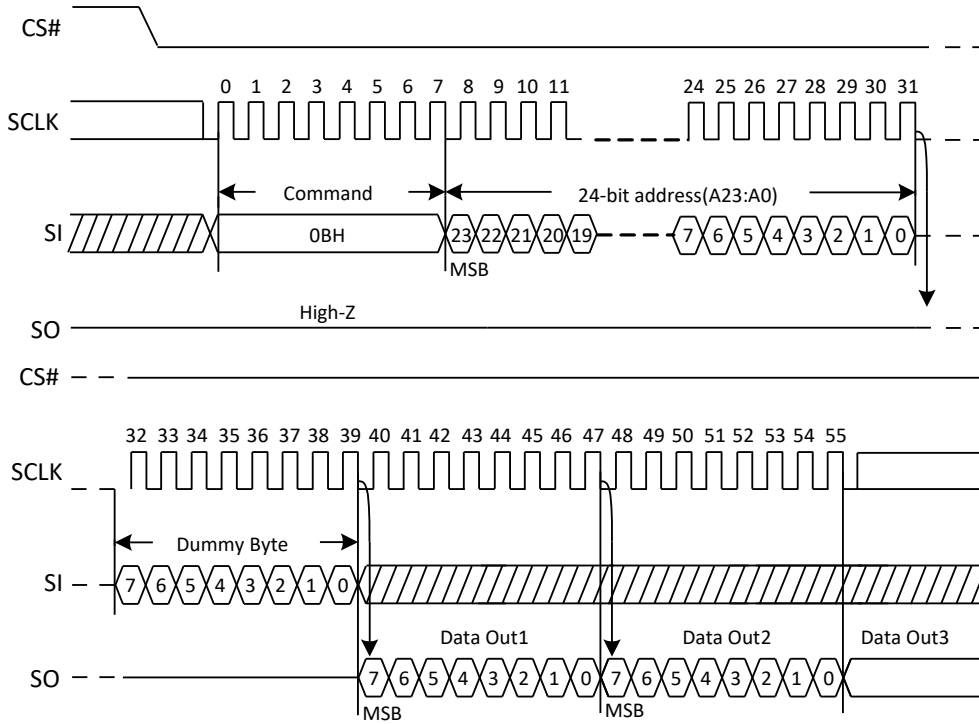 CS#
0 1 2 3 4 5 6 7 8 9 10 11 24 25 26 27 28 29 30 31
SCLK
Command 24-bit address(A23:A0)
SI 0BH 23 22 21 20 19 7 6 5 4 3 2 1 0
MSB
High-Z
SO
CS#
32 33 34 35 36 37 38 39 40 41 42 43 44 45 46 47 48 49 50 51 52 53 54 55
SCLK
Dummy Byte
SI 7 6 5 4 3 2 1 0
Data Out1 Data Out2 Data Out3
SO 7 6 5 4 3 2 1 0 7 6 5 4 3 2 1 0
MSB MSB